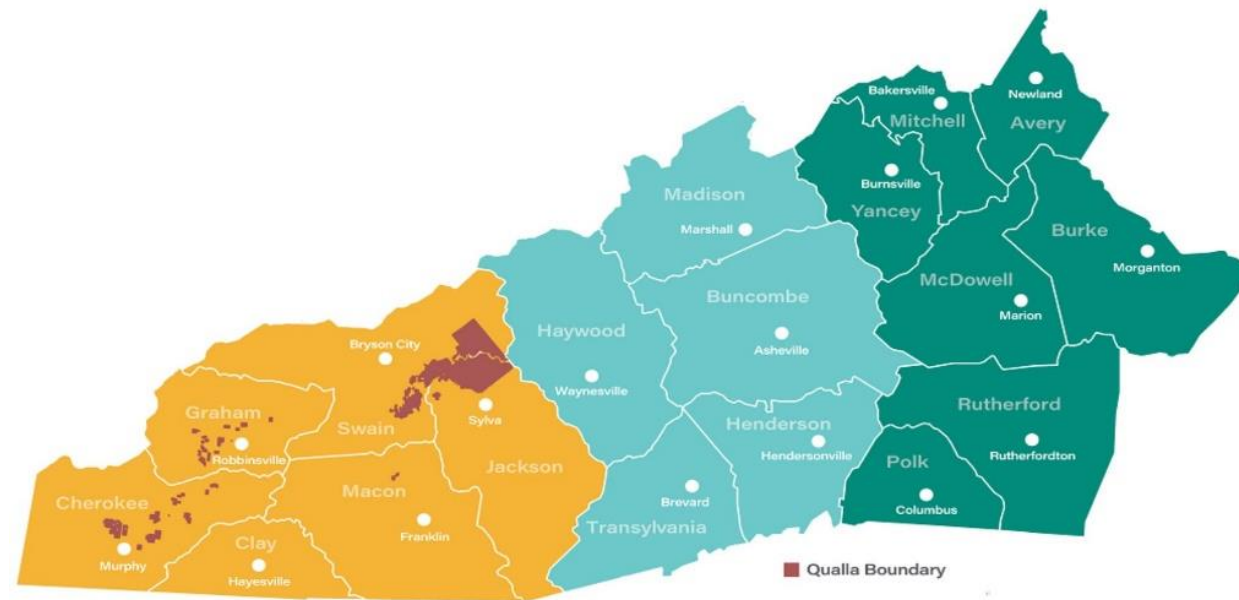 Newland
Bakersville
Mitchell
Avery
Burnsville
Madison
Yancey
Marshall
Burke
Morganton
McDowell
Buncombe
Marion
Haywood
Asheville
Bryson City
Waynesville
Graham
Swain
Sylva
Rutherford
Henderson
Robbinsville
Hendersonville
Rutherfordton
Jackson
Polk
Cherokee
Macon
Brevard
Columbus
Transylvania
Franklin
Clay
Murphy
Hayesville
Qualla Boundary